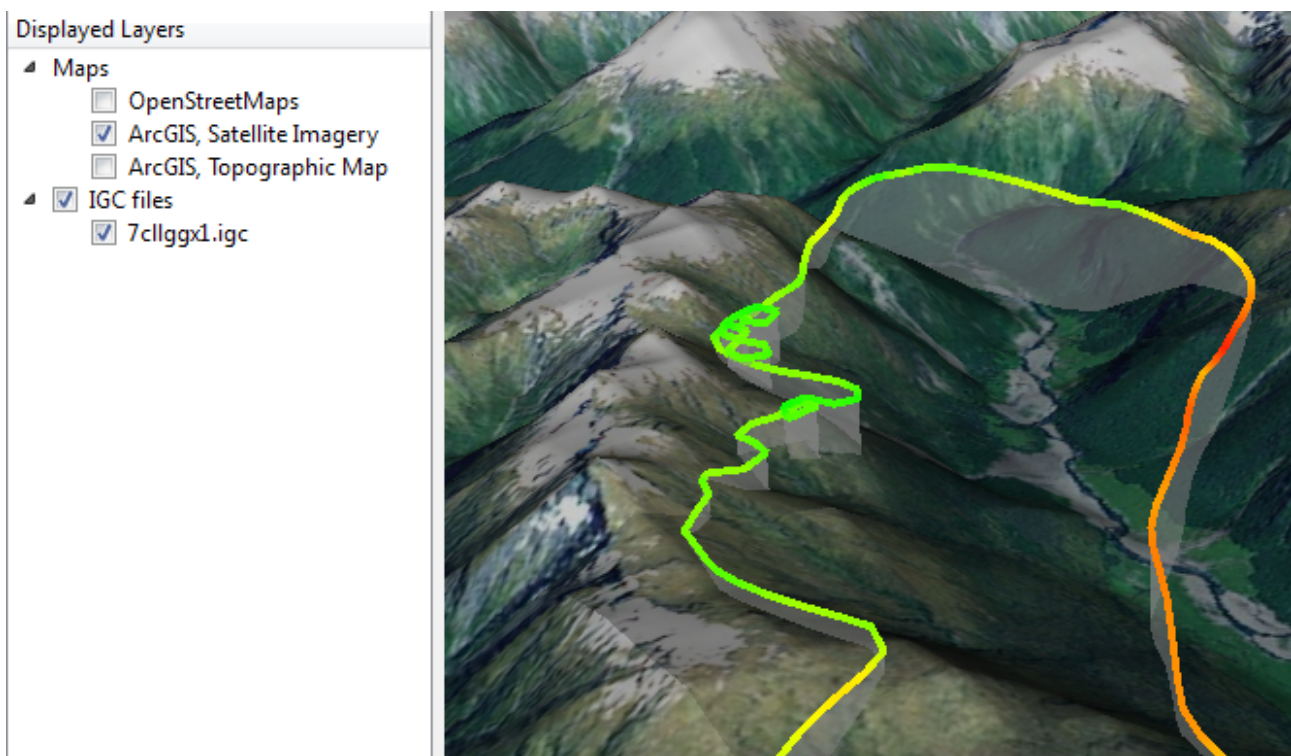 Displayed Layers
Maps
OpenStreetMaps
ArcGIS, Satellite Imagery
ArcGIS, Topographic Map
IGC files
7cllggx1.igc